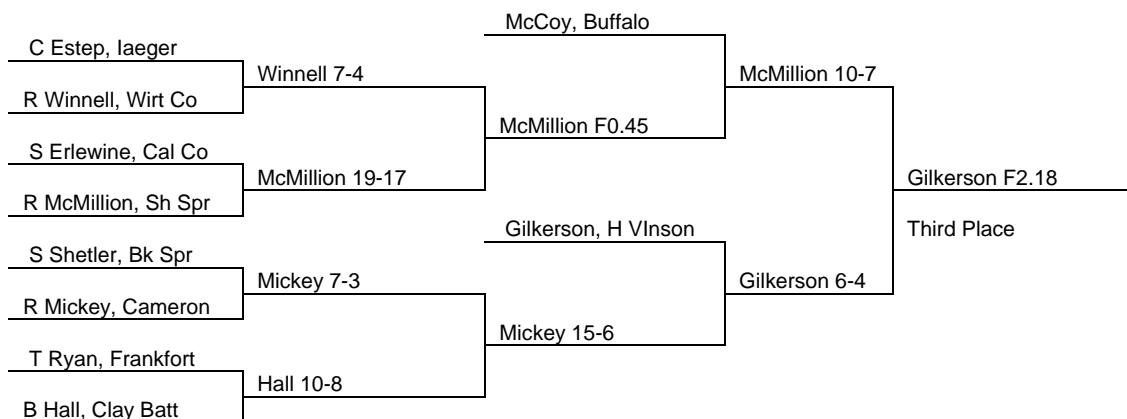 McCoy, Buffalo
C Estep, Iaeger
Winnell 7-4
McMillion 10-7
R Winnell, Wirt Co
McMillion F0.45
S Erlewine, Cal Co
McMillion 19-17
Gilkerson F2.18
R McMillion, Sh Spr
Gilkerson, H VInson
Third Place
S Shetler, Bk Spr
Mickey 7-3
Gilkerson 6-4
R Mickey, Cameron
Mickey 15-6
T Ryan, Frankfort
Hall 10-8
B Hall, Clay Batt